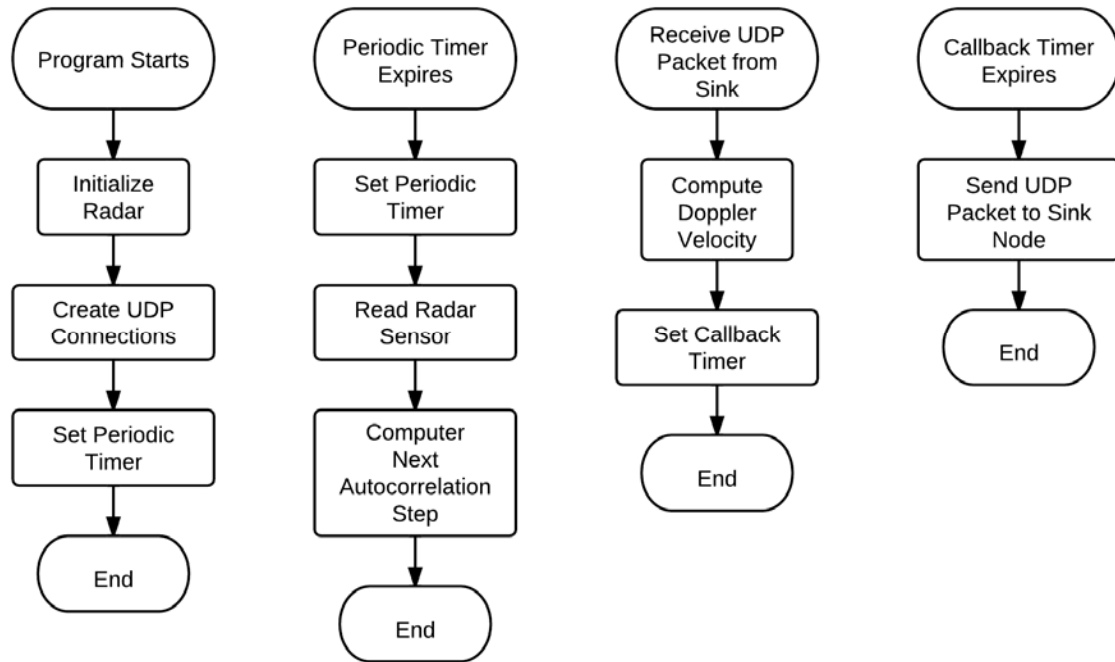 Program Starts
Initialize
Radar
Create UDP
Connections
Set Periodic
Timer
End
Periodic Timer
Expires
Set Periodic
Timer
Read Radar
Sensor
Computer
Next
Autocorrelation
Step
End
Receive UDP
Packet from
Sink
Compute
Doppler
Velocity
Set Callback
Timer
End
Callback Timer
Expires
Send UDP
Packet to Sink
Node
End